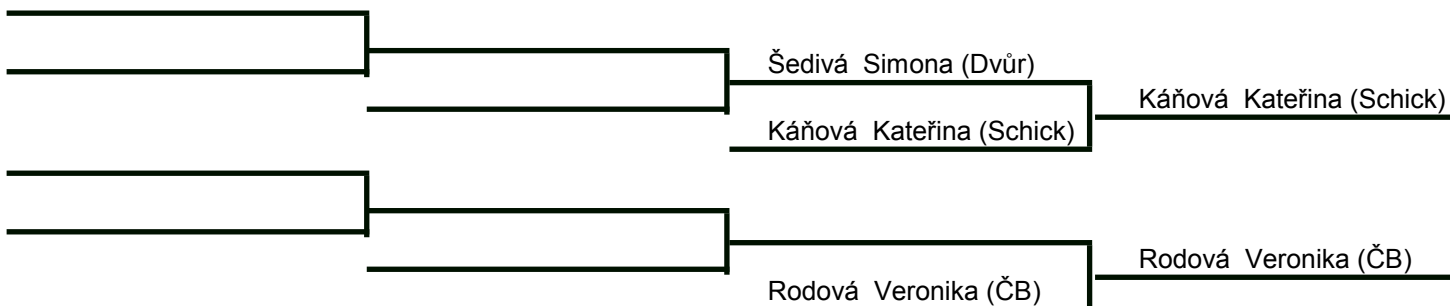 Šedivá  Simona (Dvůr)
Káňová  Kateřina (Schick)
Káňová  Kateřina (Schick)
Rodová  Veronika (ČB)
Rodová  Veronika (ČB)